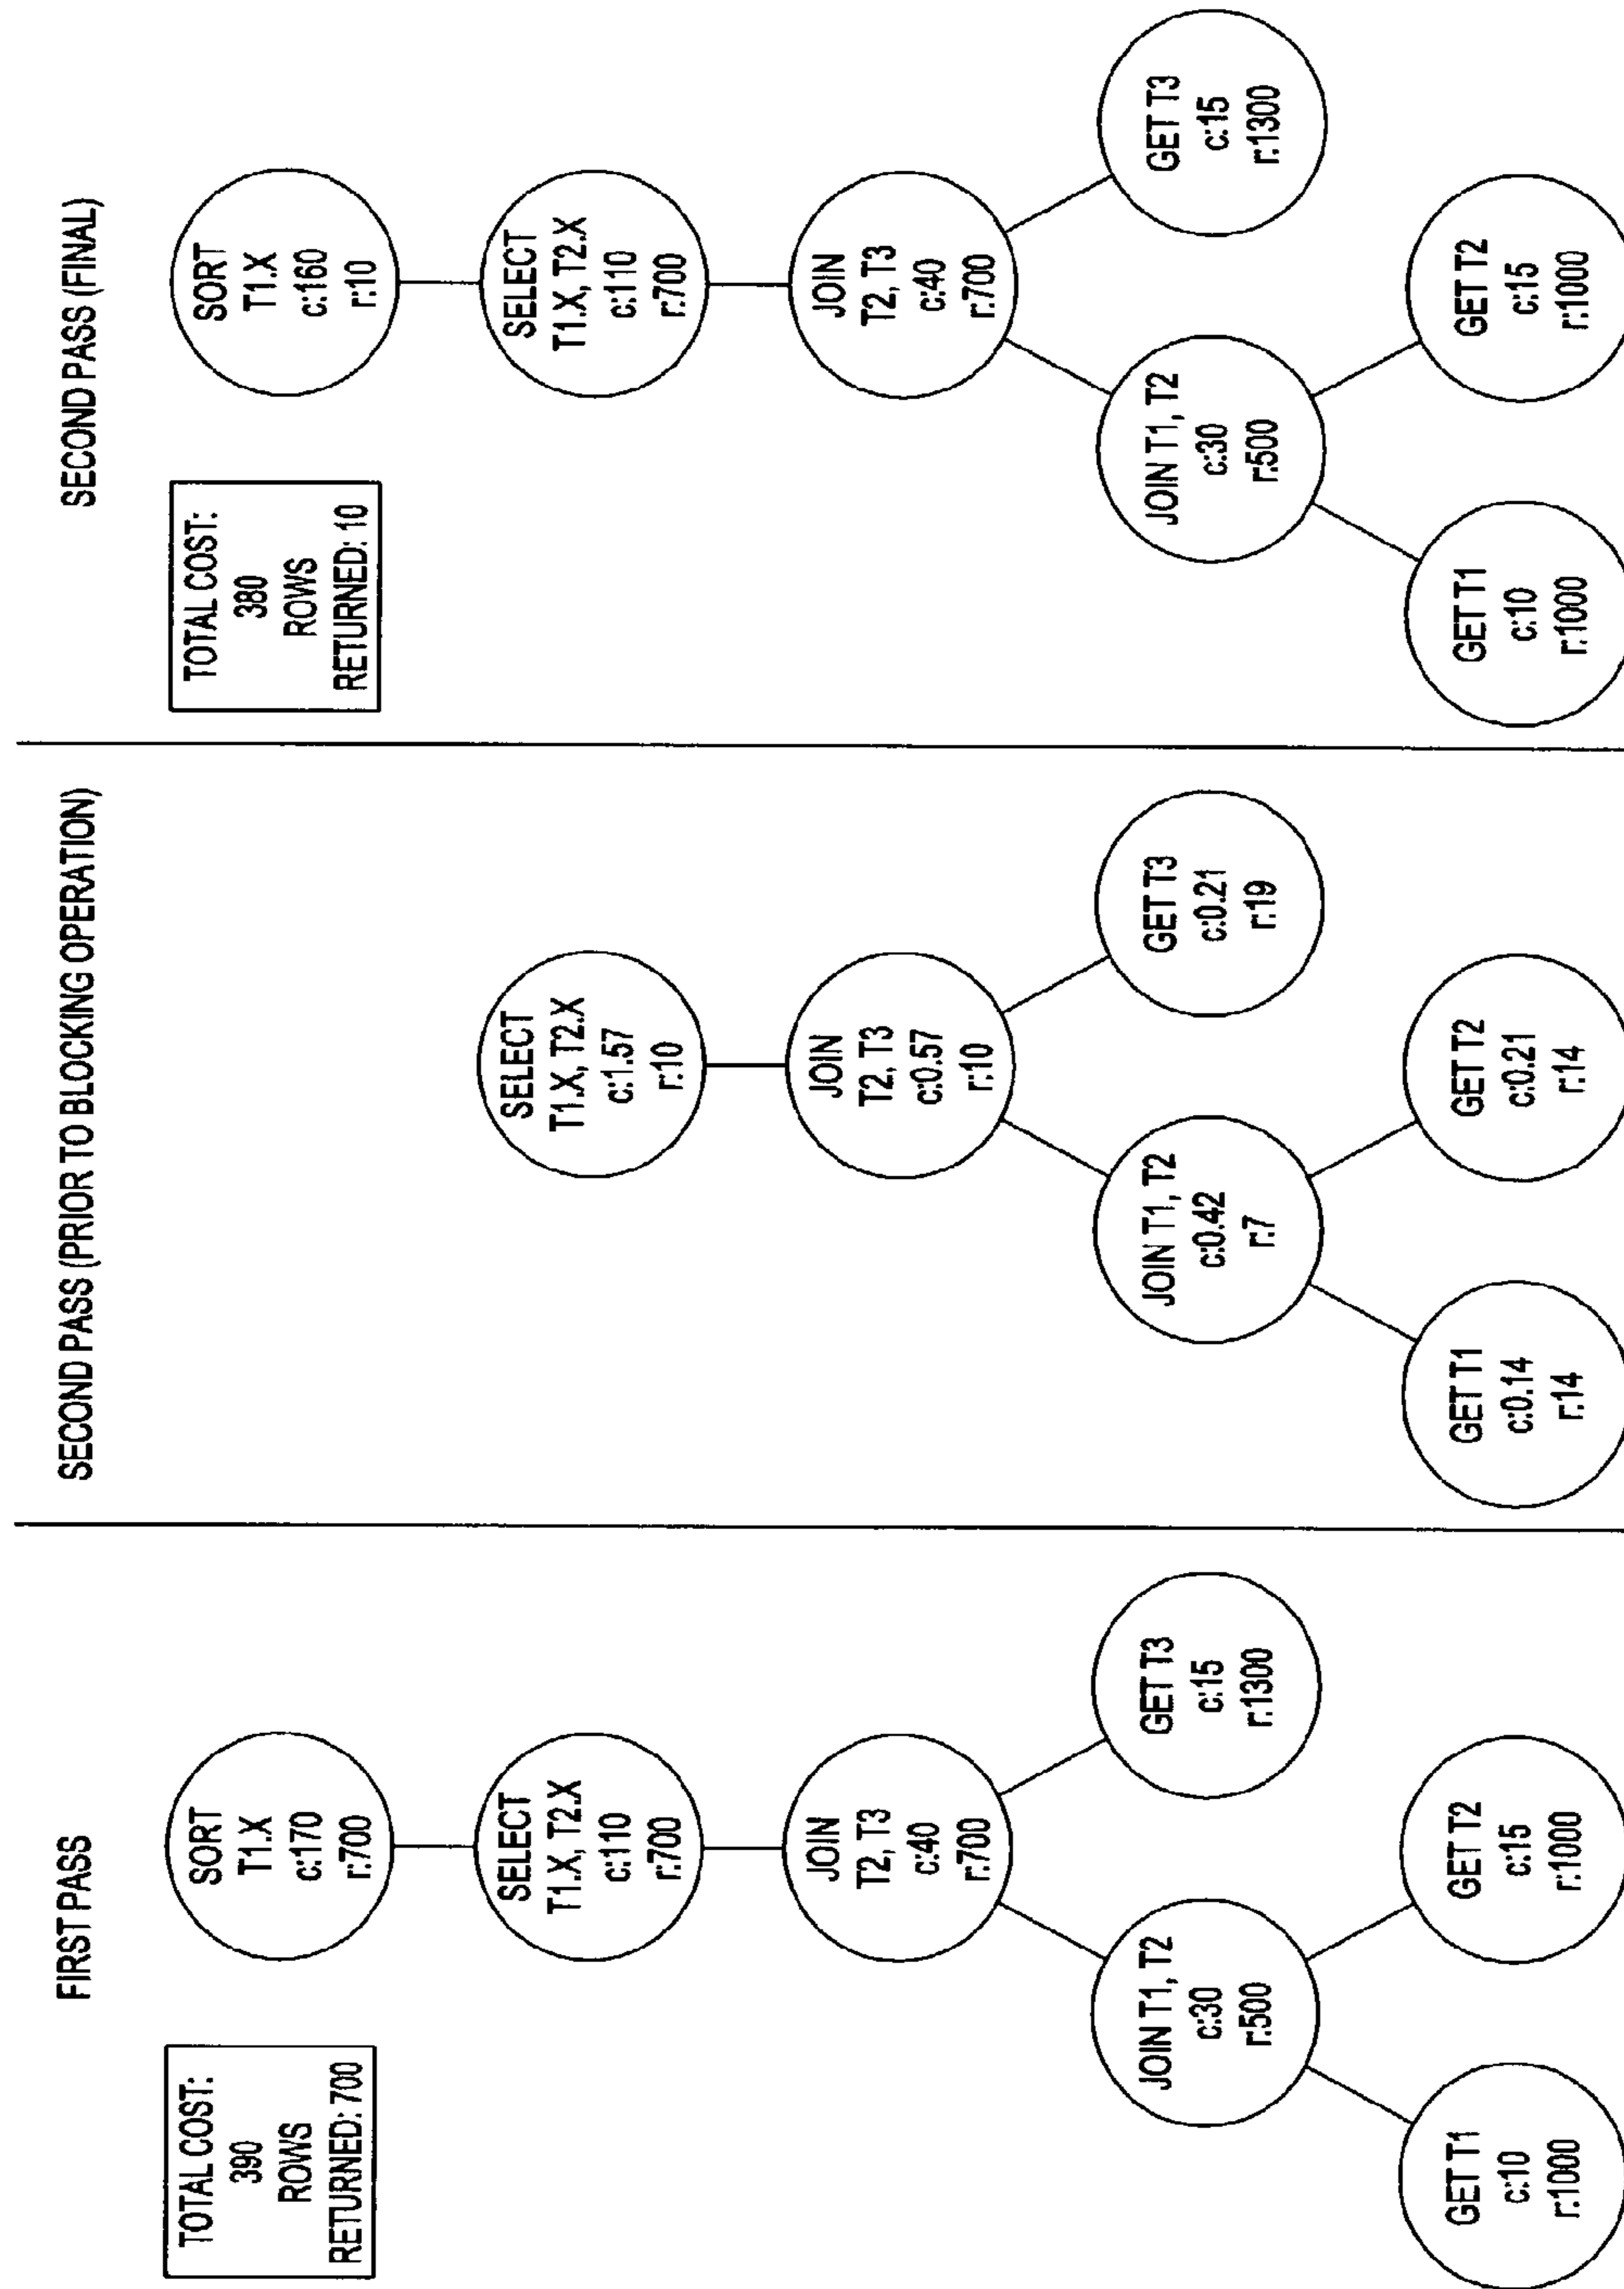 FIRST PASS
TOTAL COST:
390
ROWS
RETURNED: 700
SORT
T1.X
c:170
r:700
SELECT
T1.X, T2.X
c:110
r:700
JOIN
T2, T3
c:40
r:700
JOIN T1, T2
c:30
r:500
GET T3
c:15
r:1300
GET T1
c:10
r:1000
GET T2
c:15
r:1000
SECOND PASS (PRIOR TO BLOCKING OPERATION)
SELECT
T1.X, T2.X
c:1.57
r:10
JOIN
T2, T3
c:0.57
r:10
JOIN T1, T2
c:0.42
r:7
GET T3
c:0.21
r:19
GET T1
c:0.14
r:14
GET T2
c:0.21
r:14
SECOND PASS (FINAL)
TOTAL COST:
380
ROWS
RETURNED: 10
SORT
T1.X
c:160
r:10
SELECT
T1.X, T2.X
c:110
r:700
JOIN
T2, T3
c:40
r:700
JOIN T1, T2
c:30
r:500
GET T3
c:15
r:1300
GET T1
c:10
r:1000
GET T2
c:15
r:1000